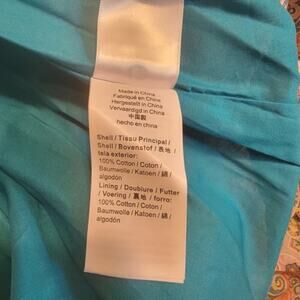 Made in China
Fabriqué en Chine
Hergestellt in China
Vervaardigd in China
中国製
hecho en china
Shell / Tissu Principal /
Shell / Bovenstof / 表地 /
tela exterior:
100% Cotton / Coton /
Baumwolle / Katoen / 綿 /
algodón
Lining / Doublure / Futter
/ Voering / 裏地 / forro:
100% Cotton / Coton /
Baumwolle / Katoen / 綿 /
algodón